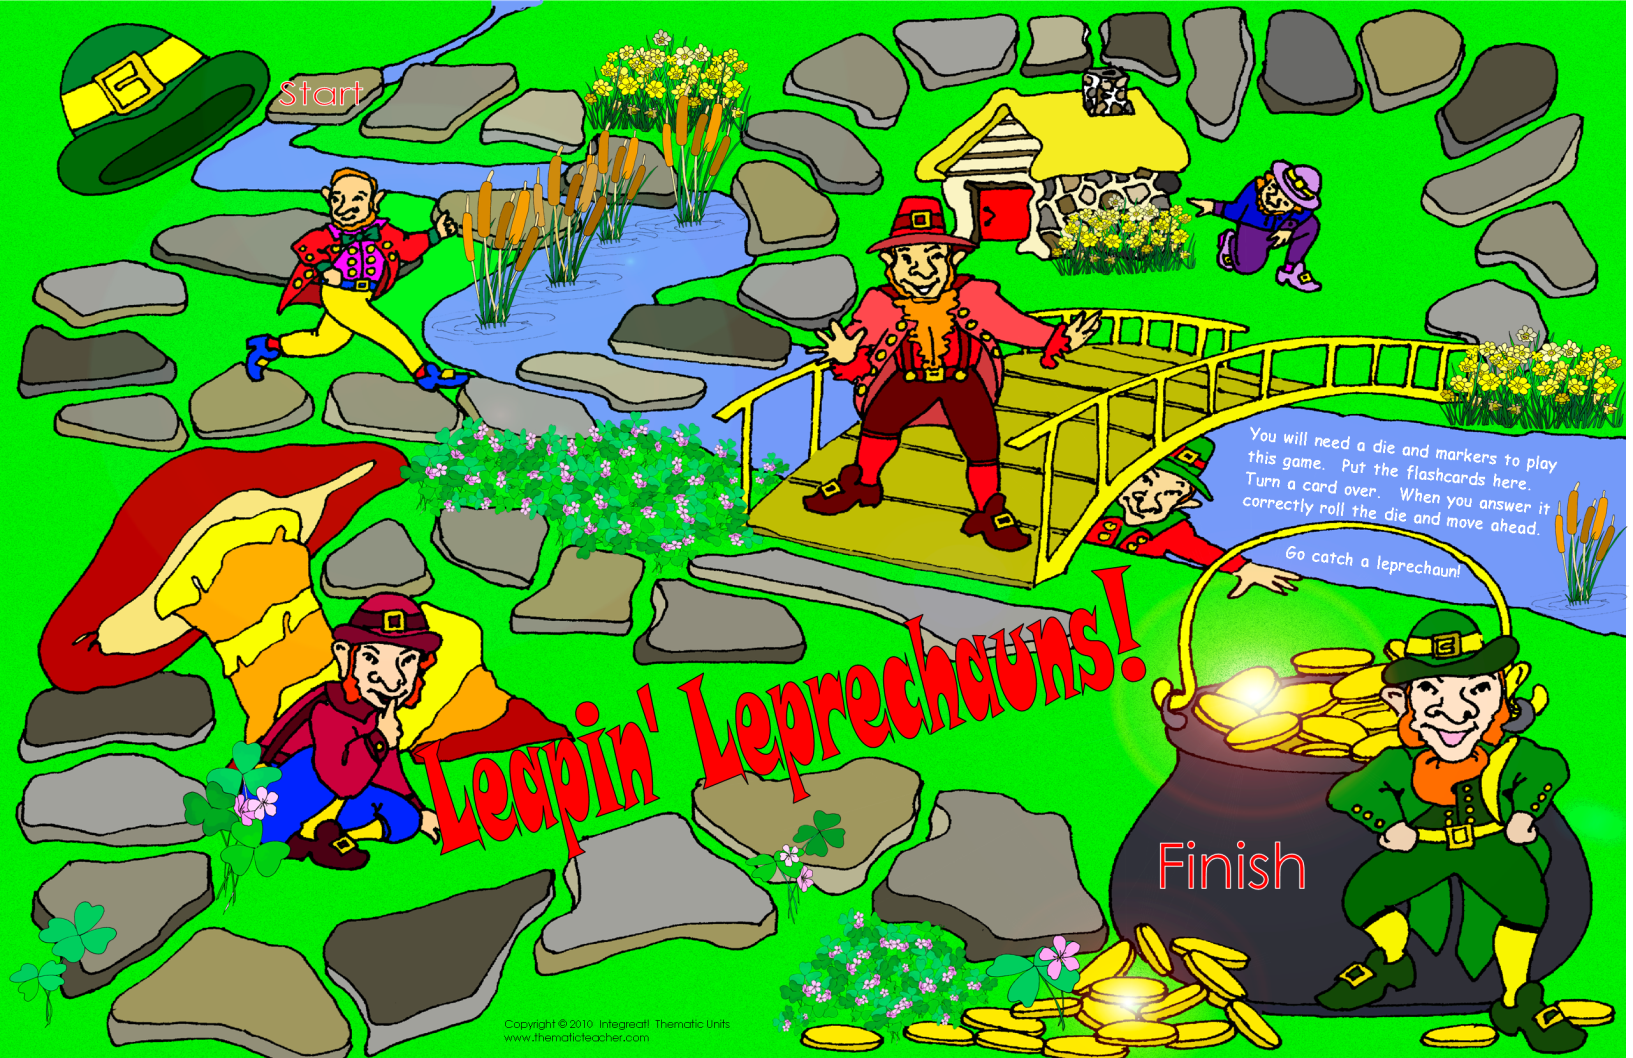 Start
You will need a die and markers to play
this game. Put the flashcards here.
Turn a card over. When you answer it
correctly roll the die and move ahead.
Go catch a leprechaun!
Leapin' Leprechauns!
Finish
Copyright © 2010 Integreat! Thematic Units
www.thematicteacher.com